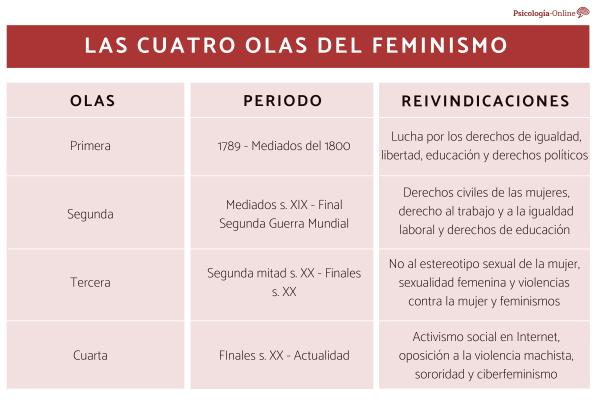 Psicología-Online
LAS CUATRO OLAS DEL FEMINISMO
OLAS
PERIODO
REIVINDICACIONES
Primera
1789 - Mediados del 1800
Lucha por los derechos de igualdad,
libertad, educación y derechos políticos
Segunda
Mediados s. XIX - Final
Segunda Guerra Mundial
Derechos civiles de las mujeres,
derecho al trabajo y a la igualdad
laboral y derechos de educación
Tercera
Segunda mitad s. XX - Finales
s. XX
No al estereotipo sexual de la mujer,
sexualidad femenina y violencias
contra la mujer y feminismos
Cuarta
FInales s. XX - Actualidad
Activismo social en Internet,
oposición a la violencia machista,
sororidad y ciberfeminismo